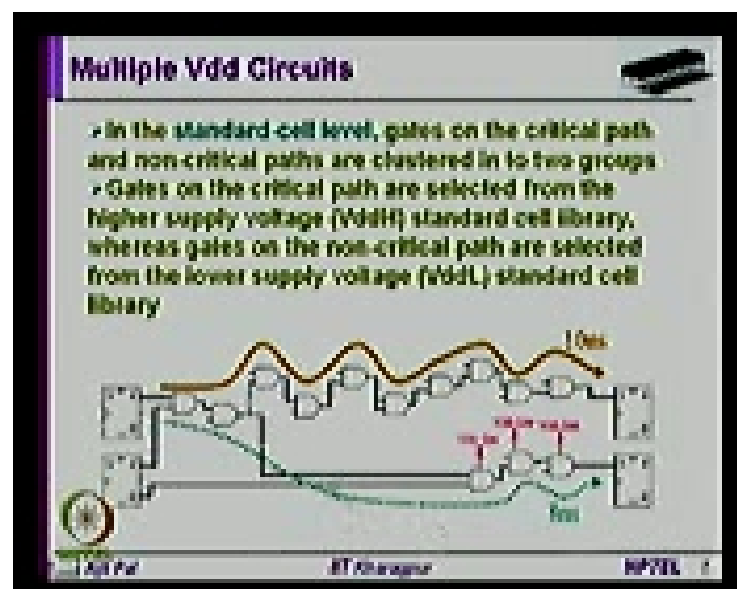 Multiple Vdd Circuits
In the standard-cell level, gates on the critical path
and non-critical paths are clustered in to two groups
Gates on the critical path are selected from the
higher supply voltage (VddH) standard cell library,
whereas gates on the non-critical path are selected
from the lower supply voltage (VddL) standard cell
library
10ns
Ajit Pal
IIT Kharagpur
NPTEL